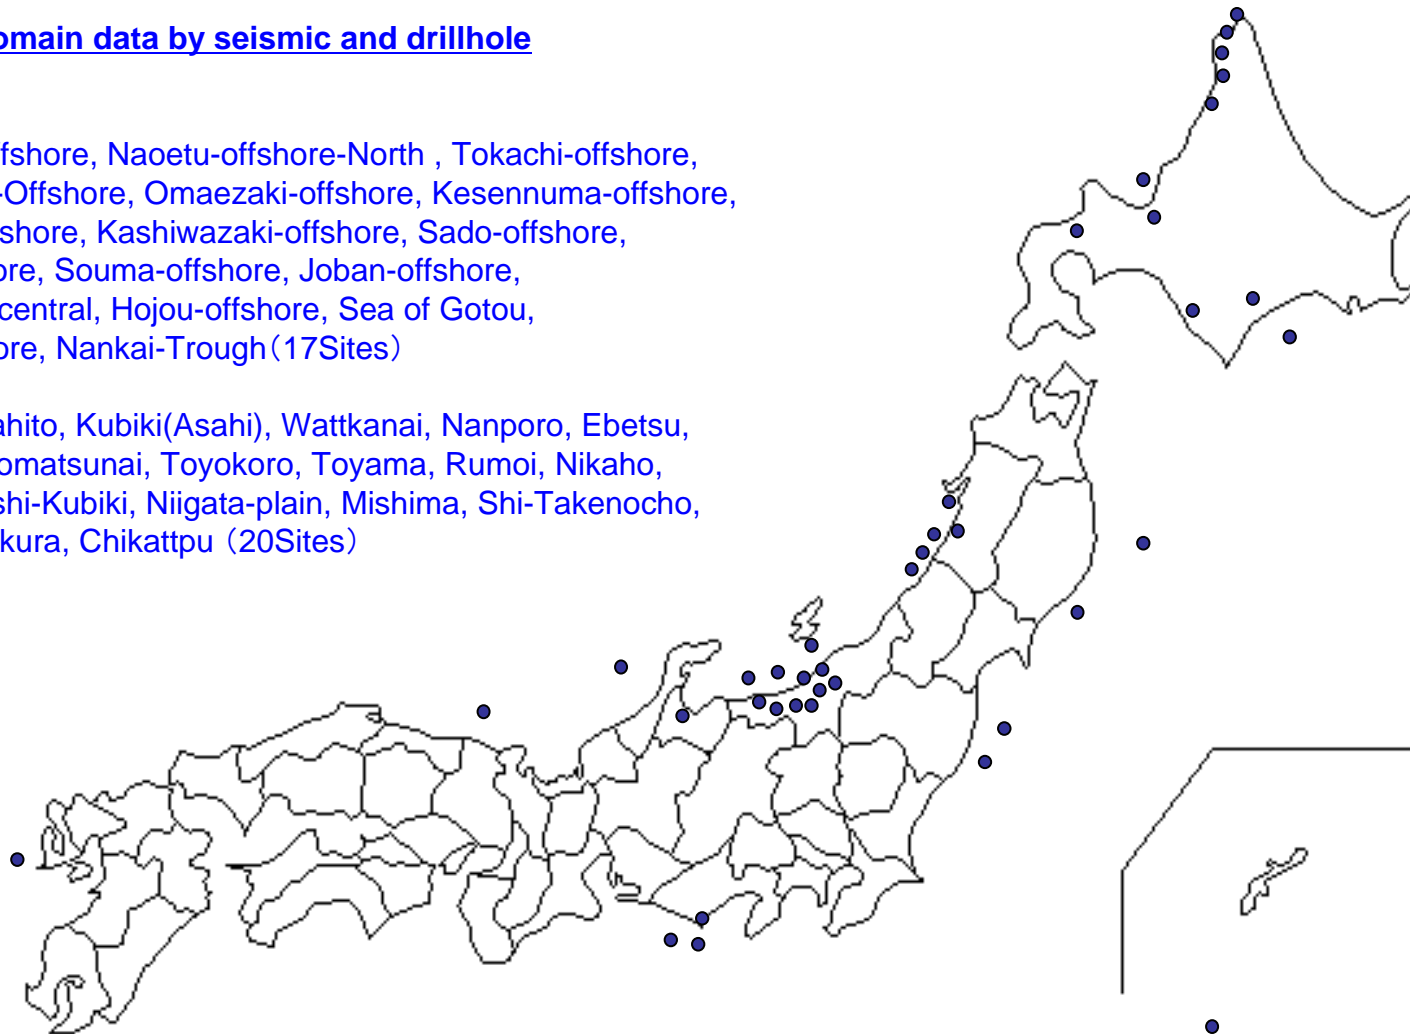 omain data by seismic and drillhole
ffshore, Naoetu-offshore-North , Tokachi-offshore,
-Offshore, Omaezaki-offshore, Kesennuma-offshore,
shore, Kashiwazaki-offshore, Sado-offshore,
ore, Souma-offshore, Joban-offshore,
central, Hojou-offshore, Sea of Gotou,
ore, Nankai-Trough（17Sites）
ahito, Kubiki(Asahi), Wattkanai, Nanporo, Ebetsu,
omatsunai, Toyokoro, Toyama, Rumoi, Nikaho,
shi-Kubiki, Niigata-plain, Mishima, Shi-Takenocho,
kura, Chikattpu（20Sites）